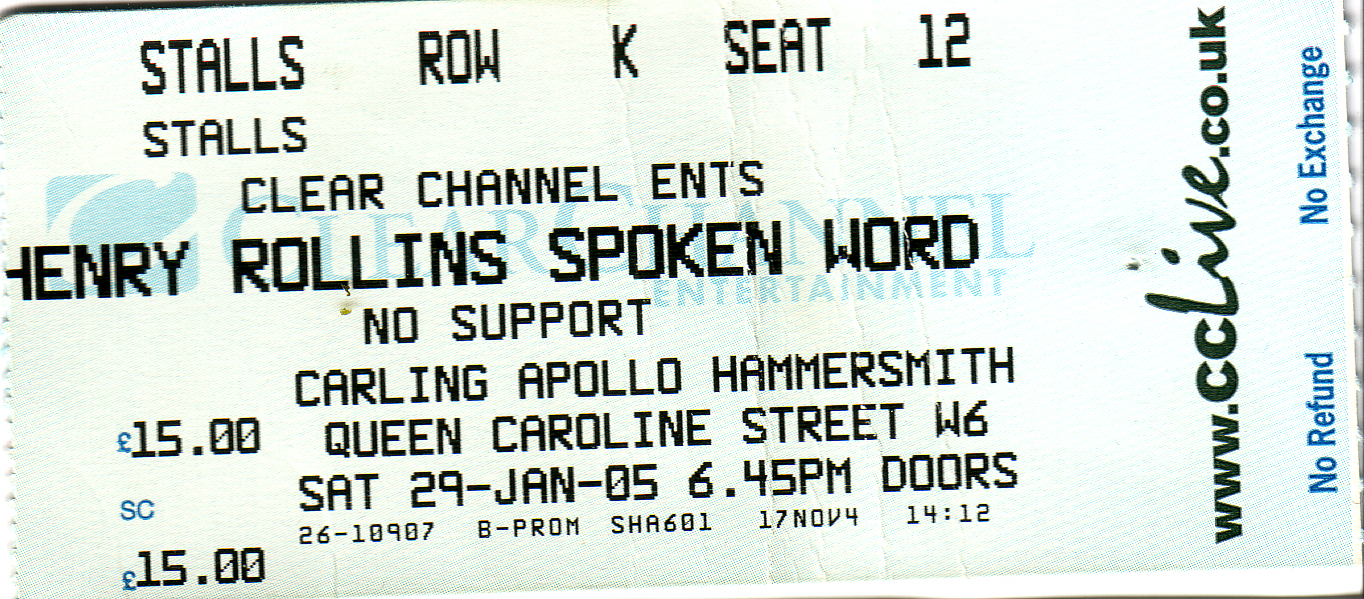 STALLS ROW K SEAT 12
STALLS
CLEAR CHANNEL ENTS
CLEARCHANNEL
HENRY ROLLINS SPOKEN WORD
ENTERTAINMENT
NO SUPPORT
CARLING APOLLO HAMMERSMITH
£15.00 QUEEN CAROLINE STREET W6
SC SAT 29-JAN-05 6.45PM DOORS
26-10907 B-PROM SHA601 17NOV4 14:12
£15.00
www.ccLive.co.uk
No Refund No Exchange